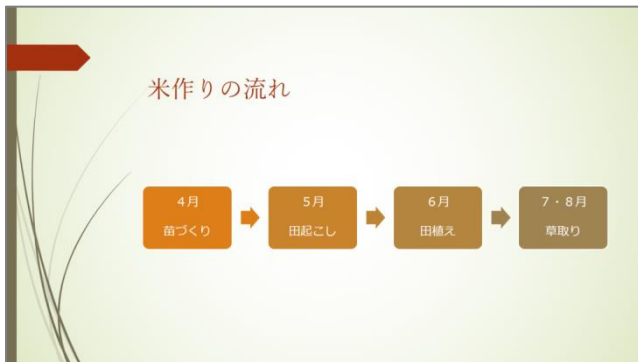 米作りの流れ
4月
苗づくり
5月
田起こし
6月
田植え
7・8月
草取り